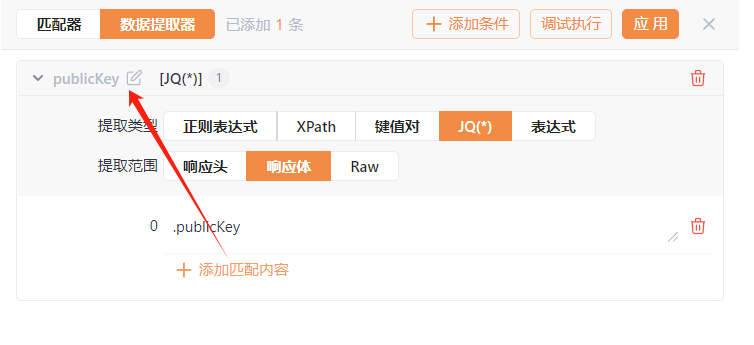 匹配器 数据提取器 已添加 1 条 添加条件 调试执行 应用
publicKey [JQ(*)] 1
提取类型 正则表达式 XPath 键值对 JQ(*) 表达式
提取范围 响应头 响应体 Raw
0 .publicKey
添加匹配内容